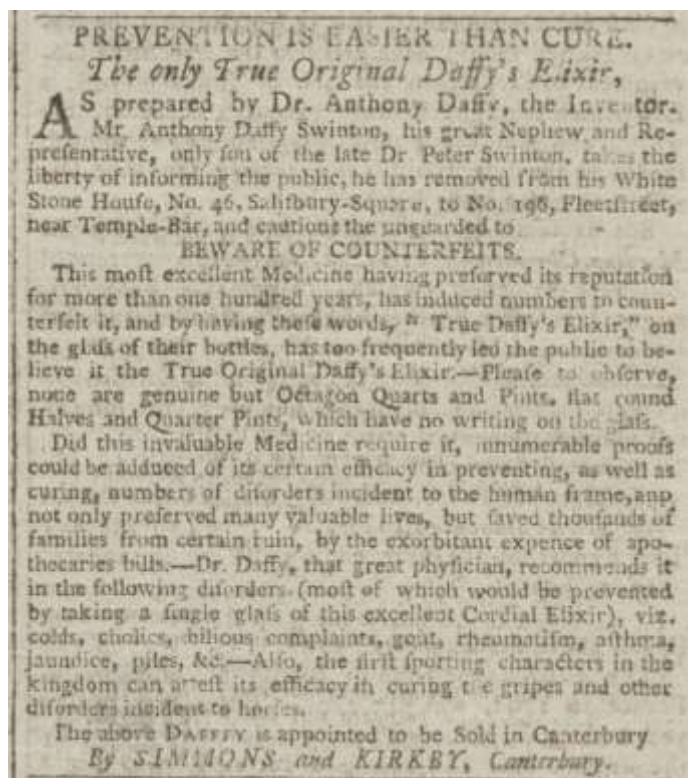 PREVENTION IS EASIER THAN CURE.
The only True Original Daffy's Elixir,
AS prepared by Dr. Anthony Daffy, the Inventor.
Mr. Anthony Daffy Swinton, his great Nephew and Re-
preſentative, only ſon of the late Dr. Peter Swinton, takes the
liberty of informing the public, he has removed from his White
Stone Houſe, No. 46, Saliſbury-Square, to No. 198, Fleetſtreet,
near Temple-Bar, and cautions the unguarded to
BEWARE OF COUNTERFEITS.
This moſt excellent Medicine having preſerved its reputation
for more than one hundred years, has induced numbers to coun-
terfeit it, and by having theſe words, "True Daffy's Elixir," on
the glaſs of their bottles, has too frequently led the public to be-
lieve it the True Original Daffy's Elixir.—Pleaſe to obſerve,
none are genuine but Octagon Quarts and Pints, flat round
Halves and Quarter Pints, which have no writing on the glaſs.
Did this invaluable Medicine require it, innumerable proofs
could be adduced of its certain efficacy in preventing, as well as
curing, numbers of diſorders incident to the human frame, anp
not only preſerved many valuable lives, but ſaved thouſands of
families from certain ruin, by the exorbitant expence of apo-
thecaries bills.—Dr. Daffy, that great phyſician, recommends it
in the following diſorders (moſt of which would be prevented
by taking a ſingle glaſs of this excellent Cordial Elixir), viz.
colds, cholics, bilious complaints, gout, rheumatiſm, aſthma,
jaundice, piles, &c.—Alſo, the firſt ſporting characters in the
kingdom can atteſt its efficacy in curing the gripes and other
diſorders incident to horſes.
The above DAFFFY is appointed to be Sold in Canterbury
By SIMMONS and KIRKBY, Canterbury.